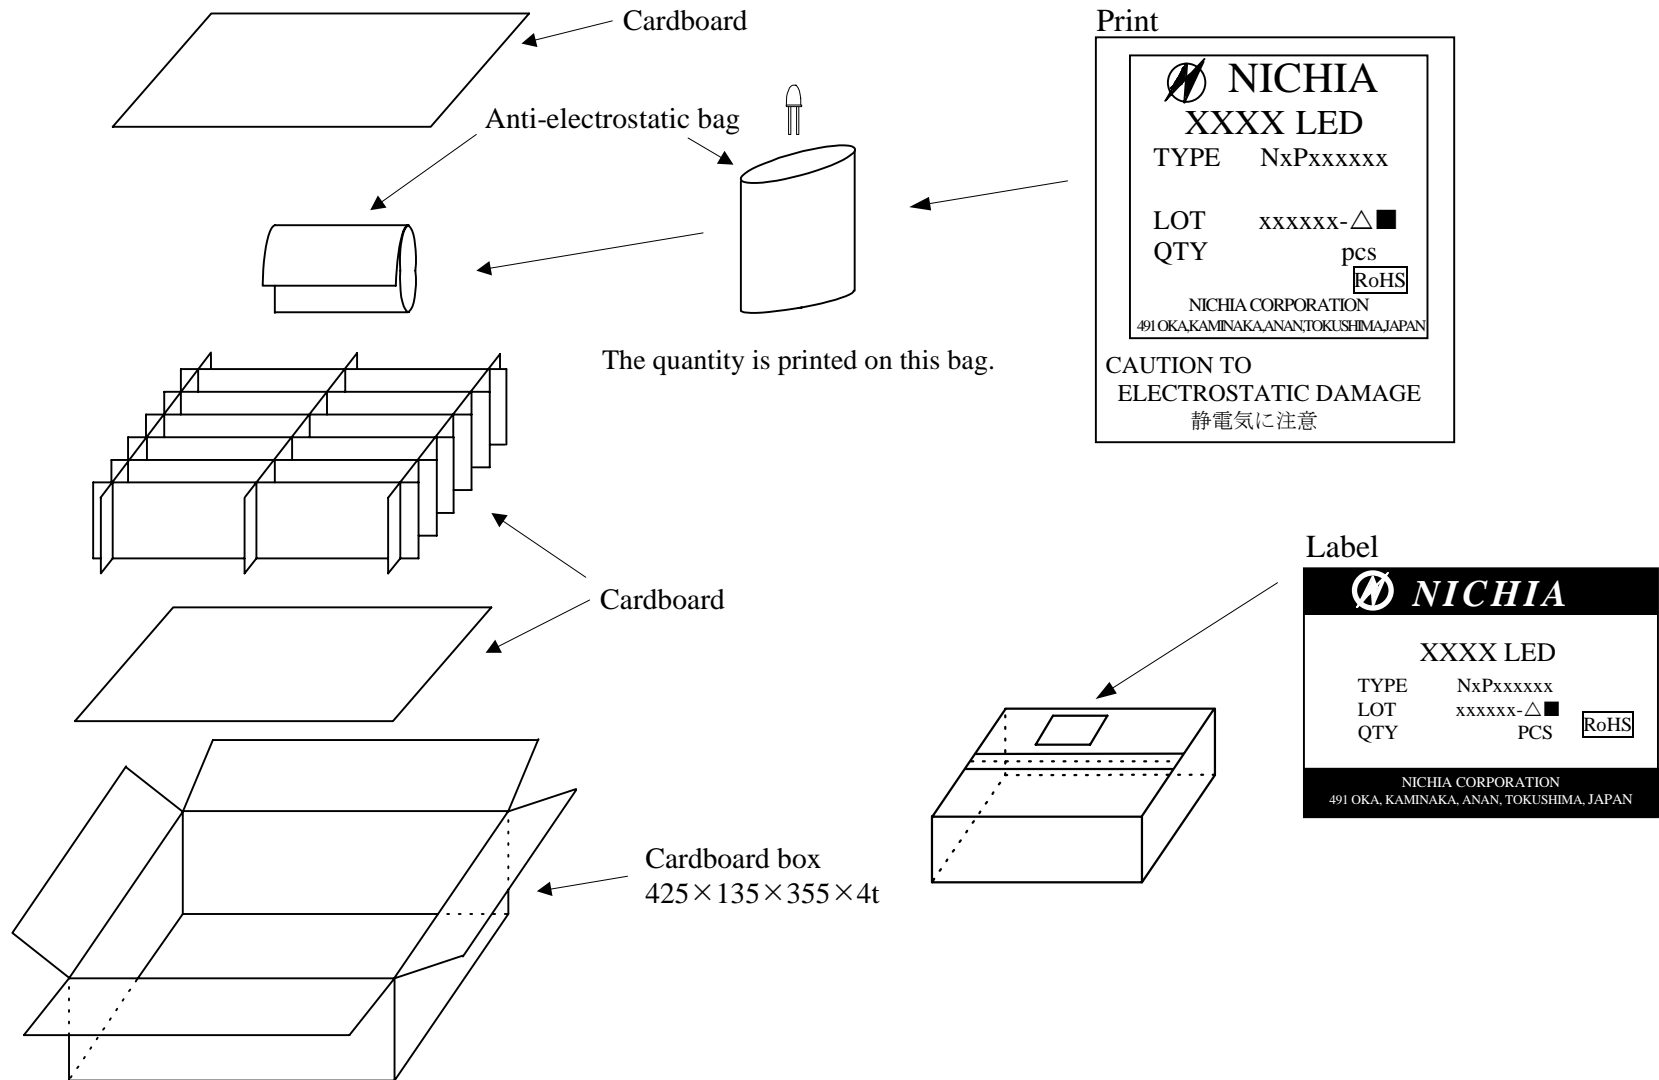 Cardboard
Anti-electrostatic bag
The quantity is printed on this bag.
Print
NICHIA
XXXX LED
TYPE NxPxxxxxx
LOT xxxxxx-△■
QTY pcs
RoHS
NICHIA CORPORATION
491 OKA,KAMINAKA,ANAN,TOKUSHIMA,JAPAN
CAUTION TO
ELECTROSTATIC DAMAGE
静電気に注意
Cardboard
Cardboard box
425×135×355×4t
Label
NICHIA
XXXX LED
TYPE NxPxxxxxx
LOT xxxxxx-△■
QTY PCS
RoHS
NICHIA CORPORATION
491 OKA, KAMINAKA, ANAN, TOKUSHIMA, JAPAN